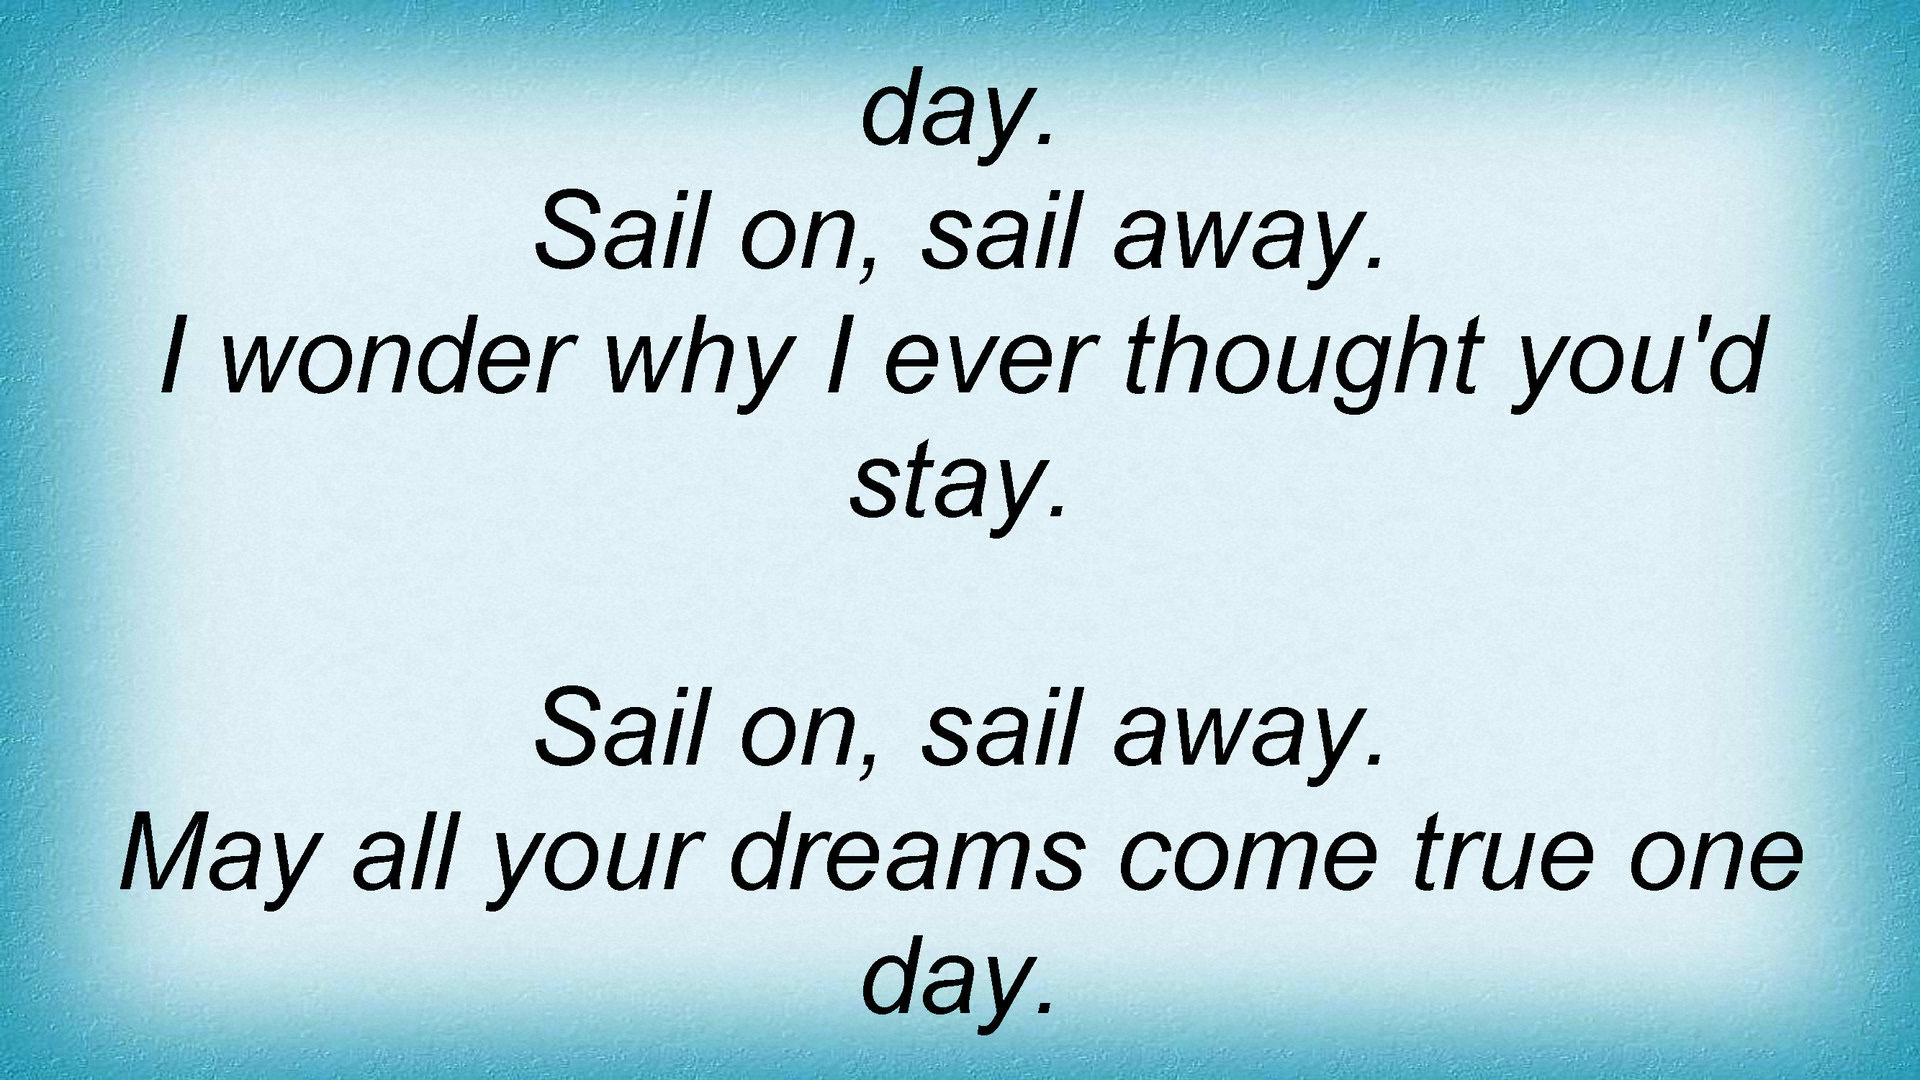 day.
Sail on, sail away.
I wonder why I ever thought you'd
stay.
Sail on, sail away.
May all your dreams come true one
day.